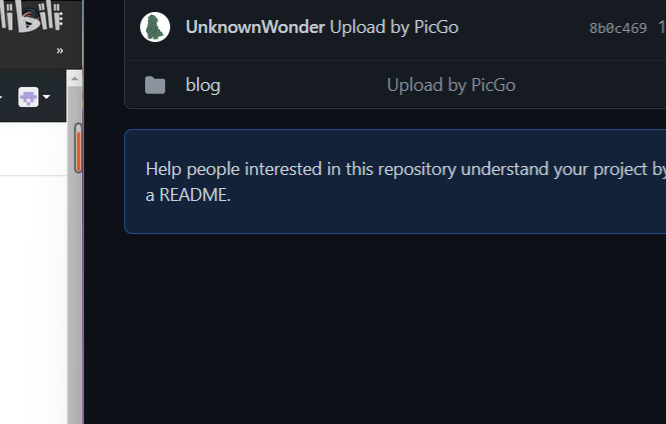 UnknownWonder Upload by PicGo 8b0c469
blog Upload by PicGo
Help people interested in this repository understand your project by
a README.